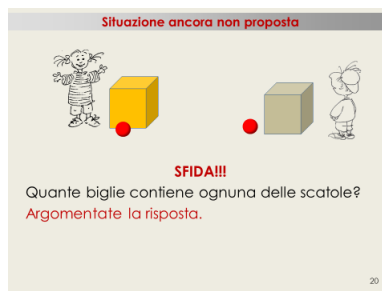 Situazione ancora non proposta
SFIDA!!!
Quante biglie contiene ognuna delle scatole?
Argomentate la risposta.
20